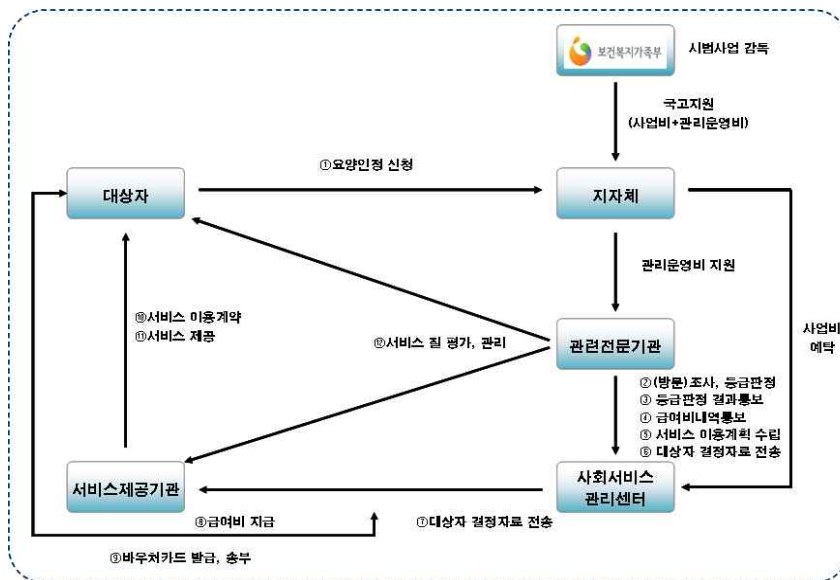 보건복지가족부
시범사업 감독
국고지원
(사업비+관리운영비)
①요양인정 신청
대상자
지자체
관리운영비 지원
⑩서비스 이용계약
⑪서비스 제공
⑫서비스 질 평가, 관리
관련전문기관
사업비
예탁
②(방문)조사, 등급판정
③ 등급판정 결과통보
④ 급여비내역통보
⑤ 서비스 이용계획 수립
⑥ 대상자 결정자료 전송
서비스제공기관
사회서비스
관리센터
⑧급여비 지급
⑦대상자 결정자료 전송
⑨바우처카드 발급, 송부